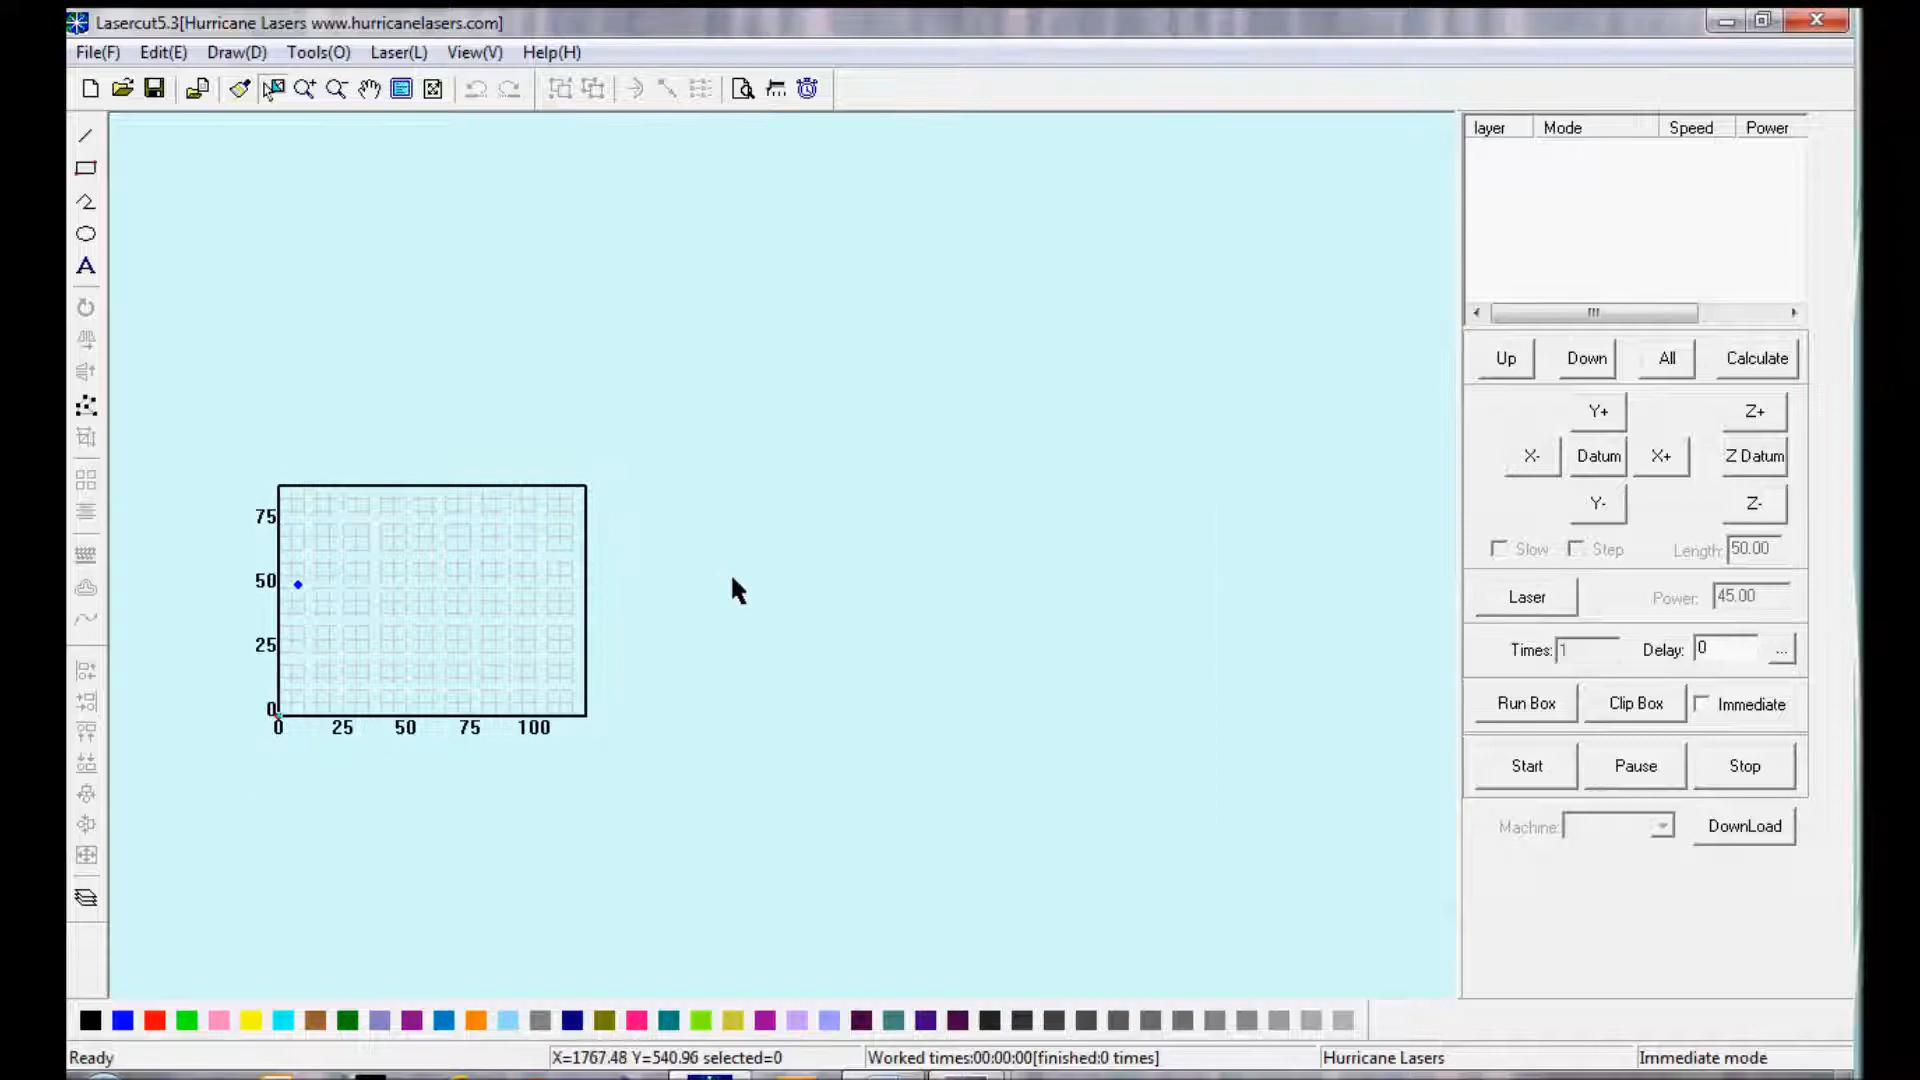 Lasercut5.3[Hurricane Lasers www.hurricanelasers.com]
File(F) Edit(E) Draw(D) Tools(O) Laser(L) View(V) Help(H)
layer Mode Speed Power
Up Down All Calculate
Y+ Z+
X- Datum X+ Z Datum
Y- Z-
Slow Step Length: 50.00
Laser Power: 45.00
Times: 1 Delay: 0 ...
Run Box Clip Box Immediate
Start Pause Stop
Machine: DownLoad
75
50
25
0
0 25 50 75 100
Ready X=1767.48 Y=540.96 selected=0 Worked times:00:00:00[finished:0 times] Hurricane Lasers Immediate mode